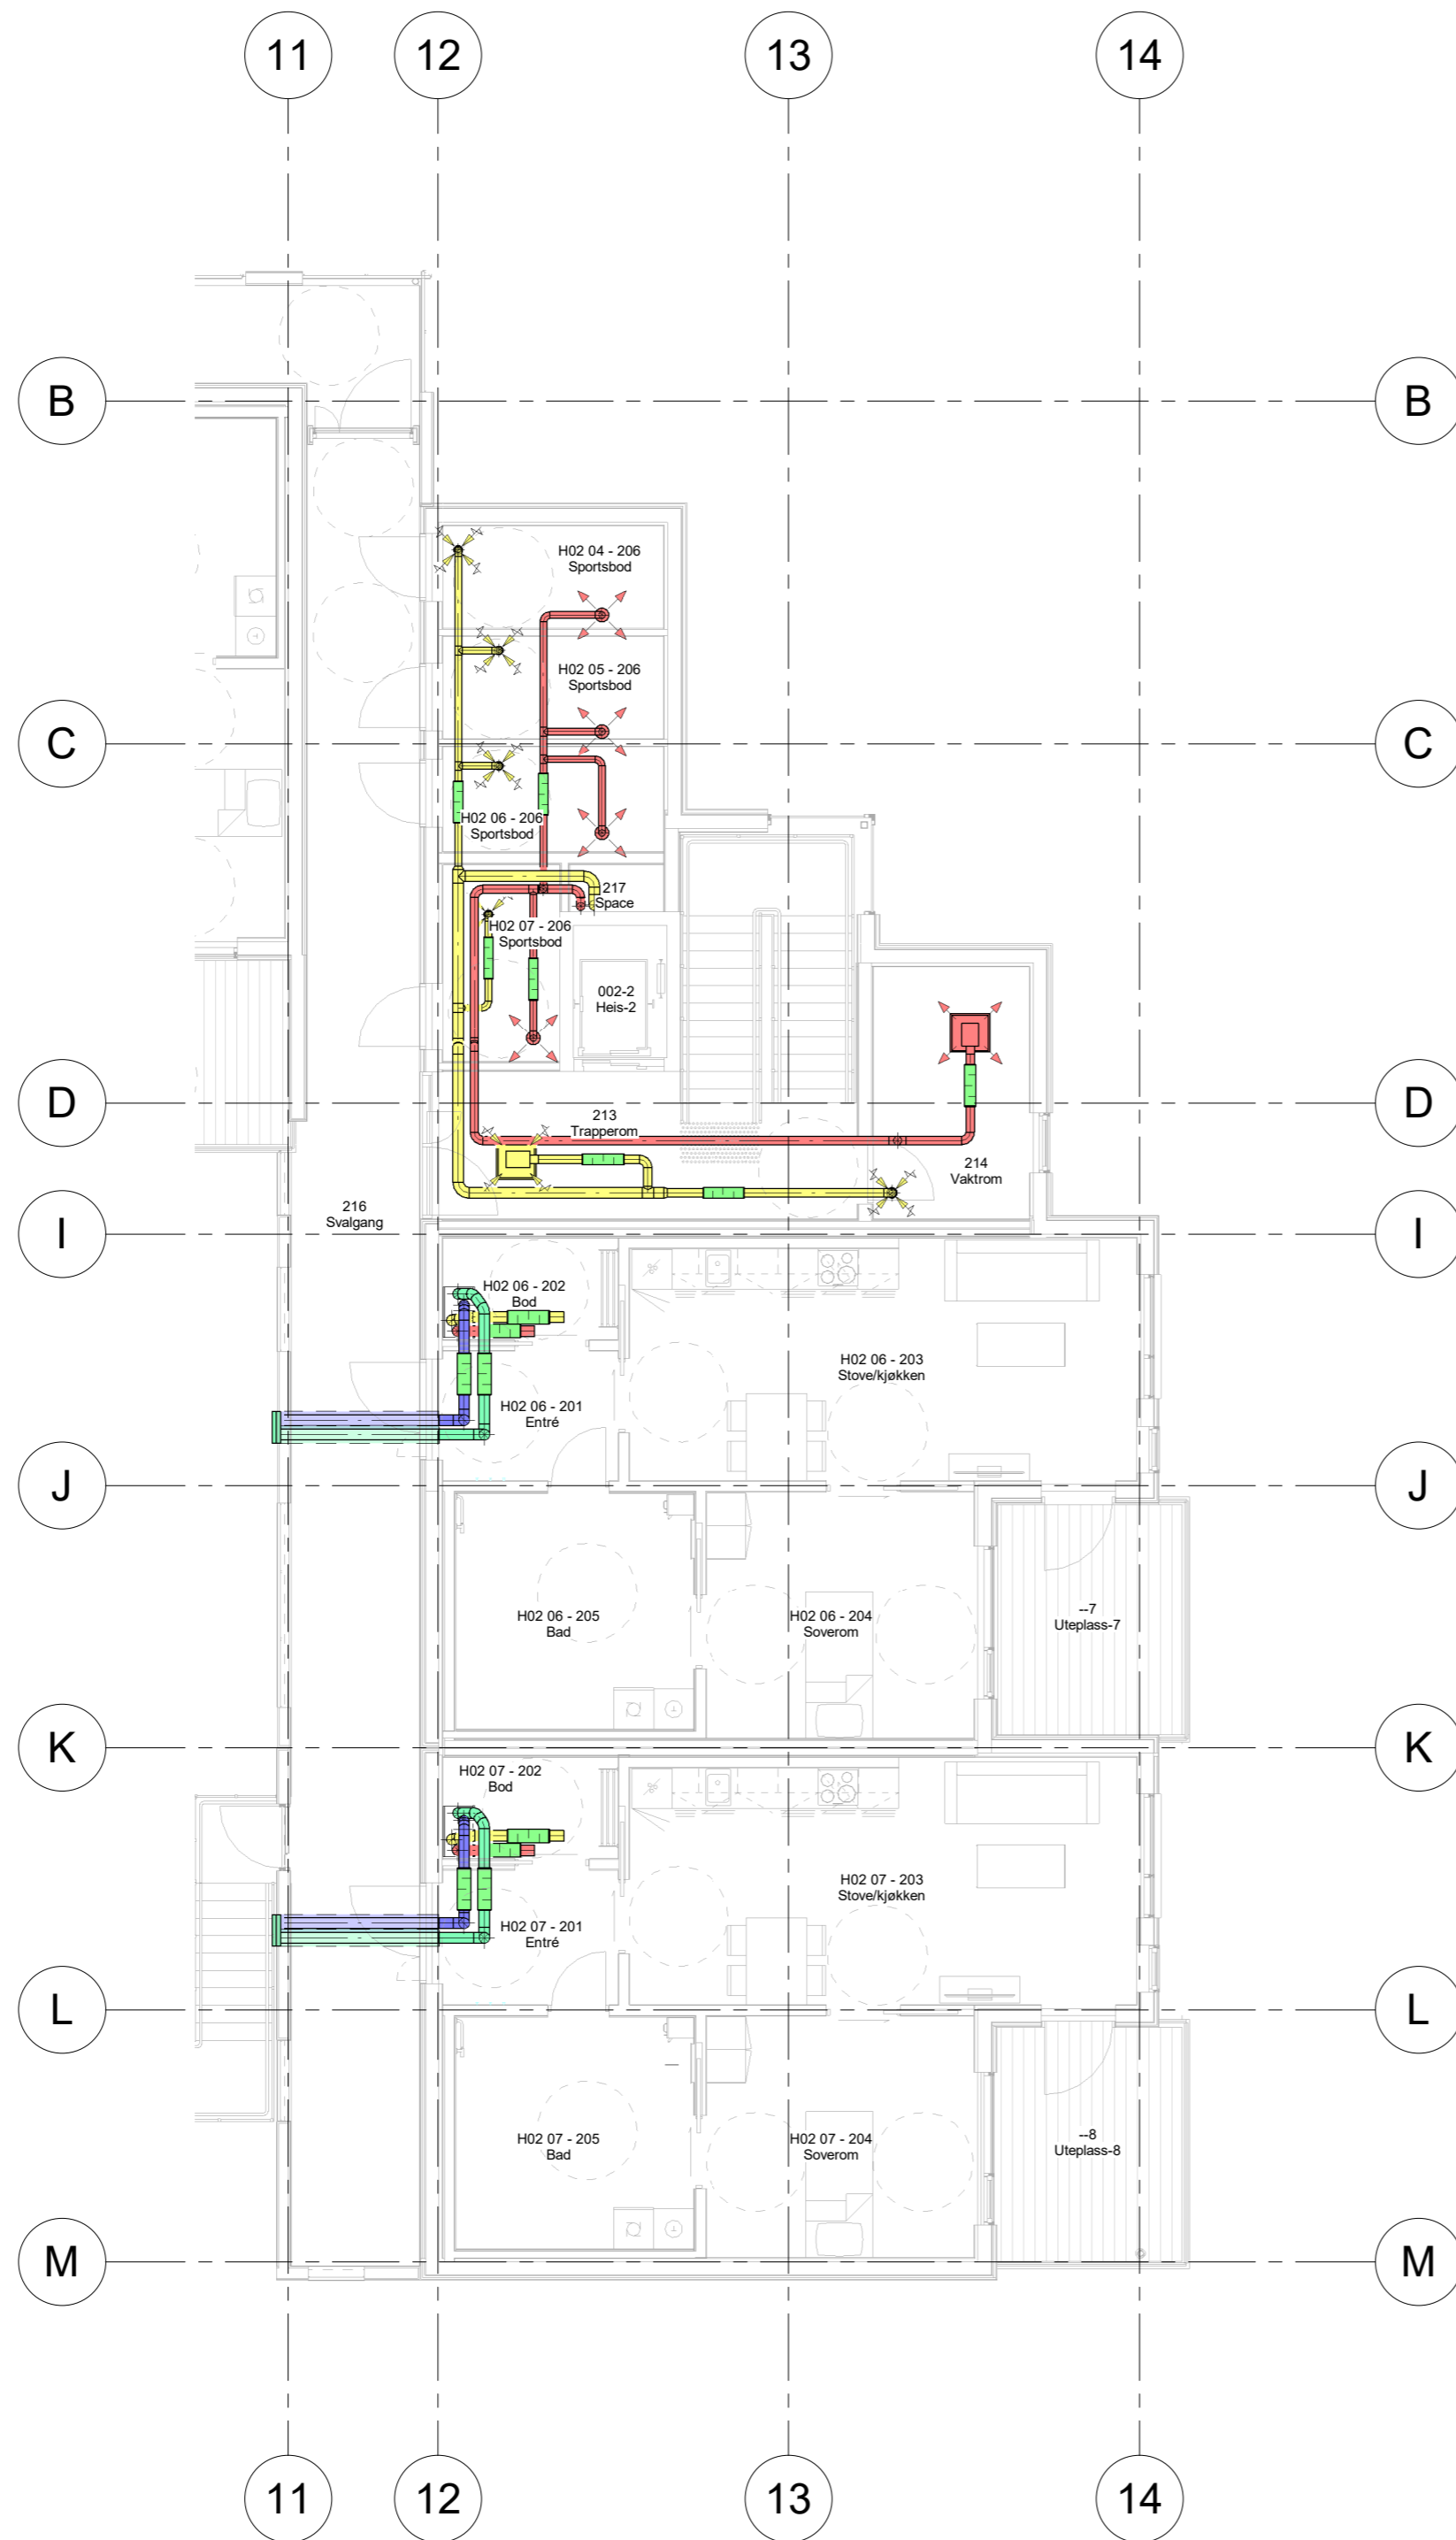 11
12
13
14
B
B
H02 04 - 206
Sportsbod
H02 05 - 206
Sportsbod
C
C
H02 06 - 206
Sportsbod
217
Space
H02 07 - 206
Sportsbod
002-2
Heis-2
D
D
213
Trapperom
214
Vaktrom
216
Svalgang
I
I
H02 06 - 202
Bod
H02 06 - 203
Stove/kjøkken
H02 06 - 201
Entré
J
J
H02 06 - 205
Bad
H02 06 - 204
Soverom
--7
Uteplass-7
K
K
H02 07 - 202
Bod
H02 07 - 203
Stove/kjøkken
H02 07 - 201
Entré
L
L
H02 07 - 205
Bad
H02 07 - 204
Soverom
--8
Uteplass-8
M
M
11
12
13
14